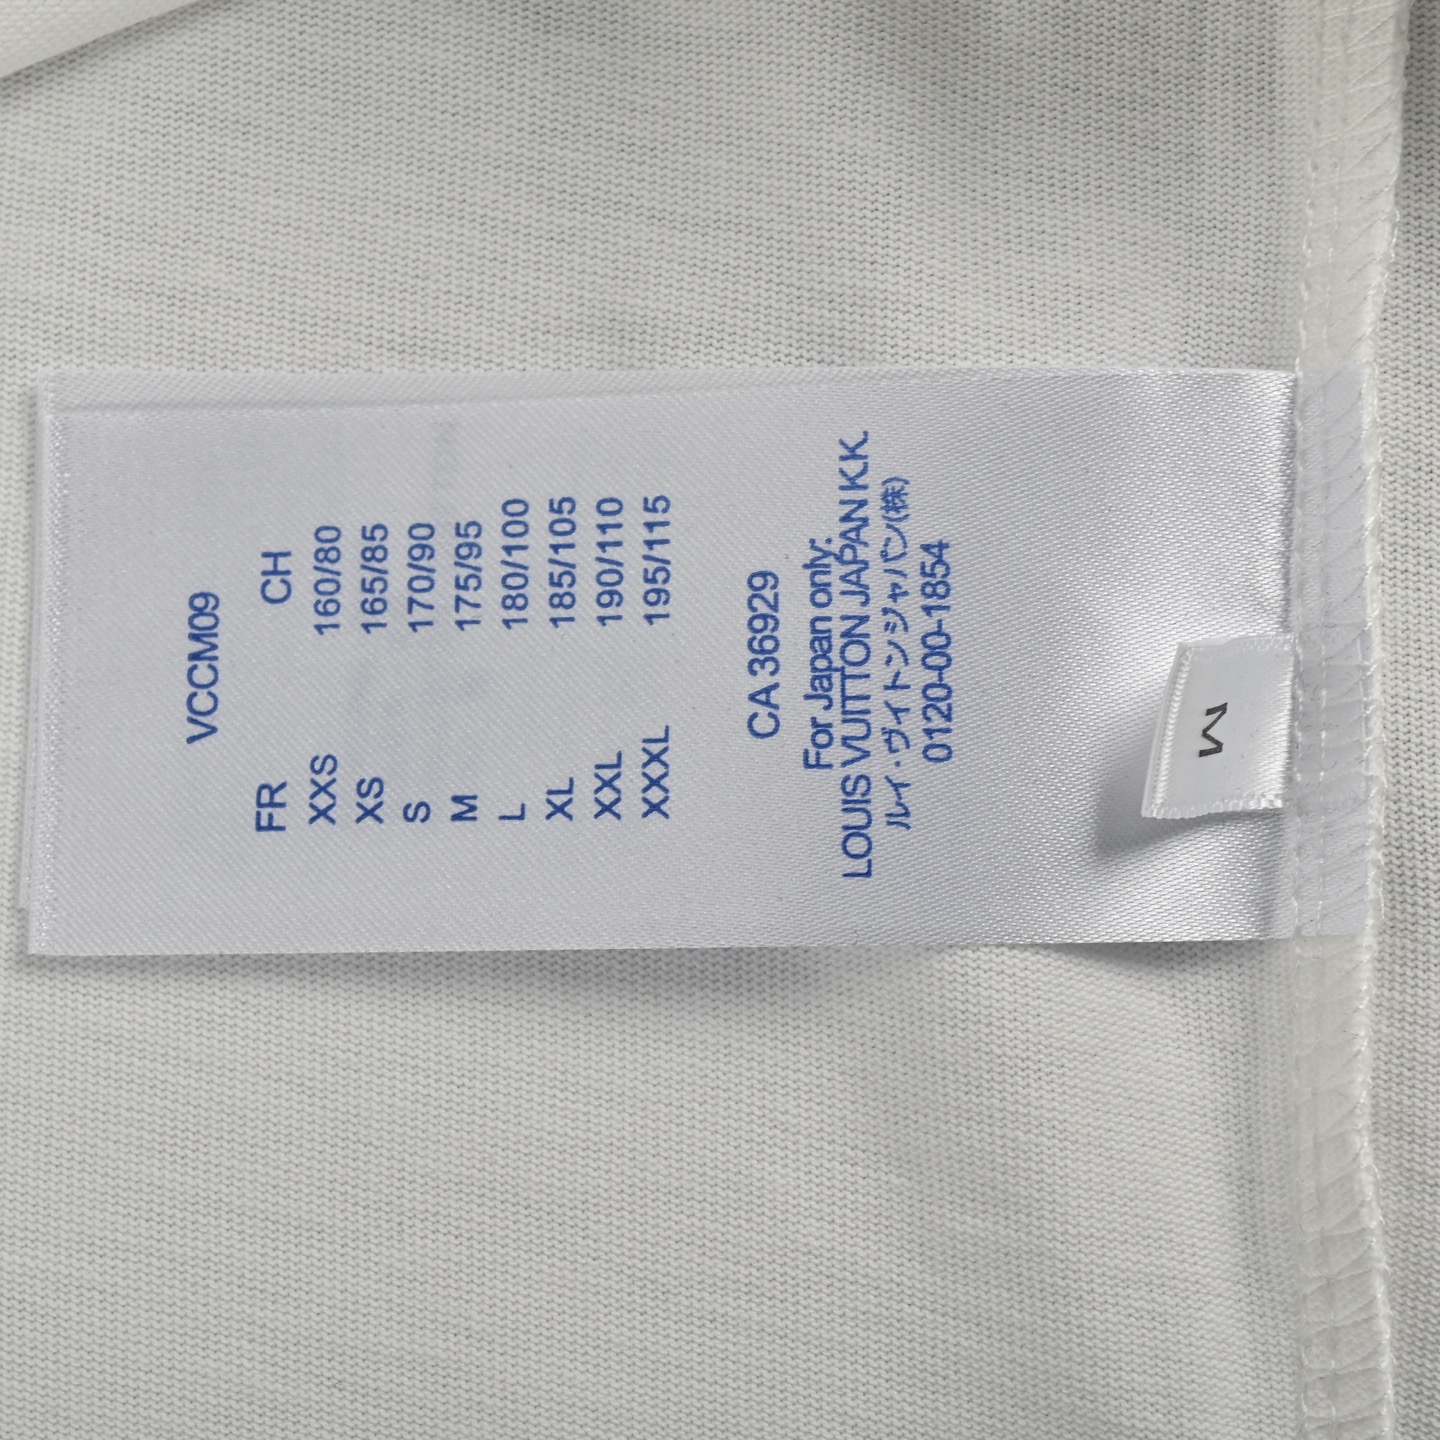 VCCM09
FR CH
XXS 160/80
XS 165/85
S 170/90
M 175/95
L 180/100
XL 185/105
XXL 190/110
XXXL 195/115
CA 36929
For Japan only:
LOUIS VUITTON JAPAN K.K.
ルイ・ヴィトンジャパン(株)
0120-00-1854
M